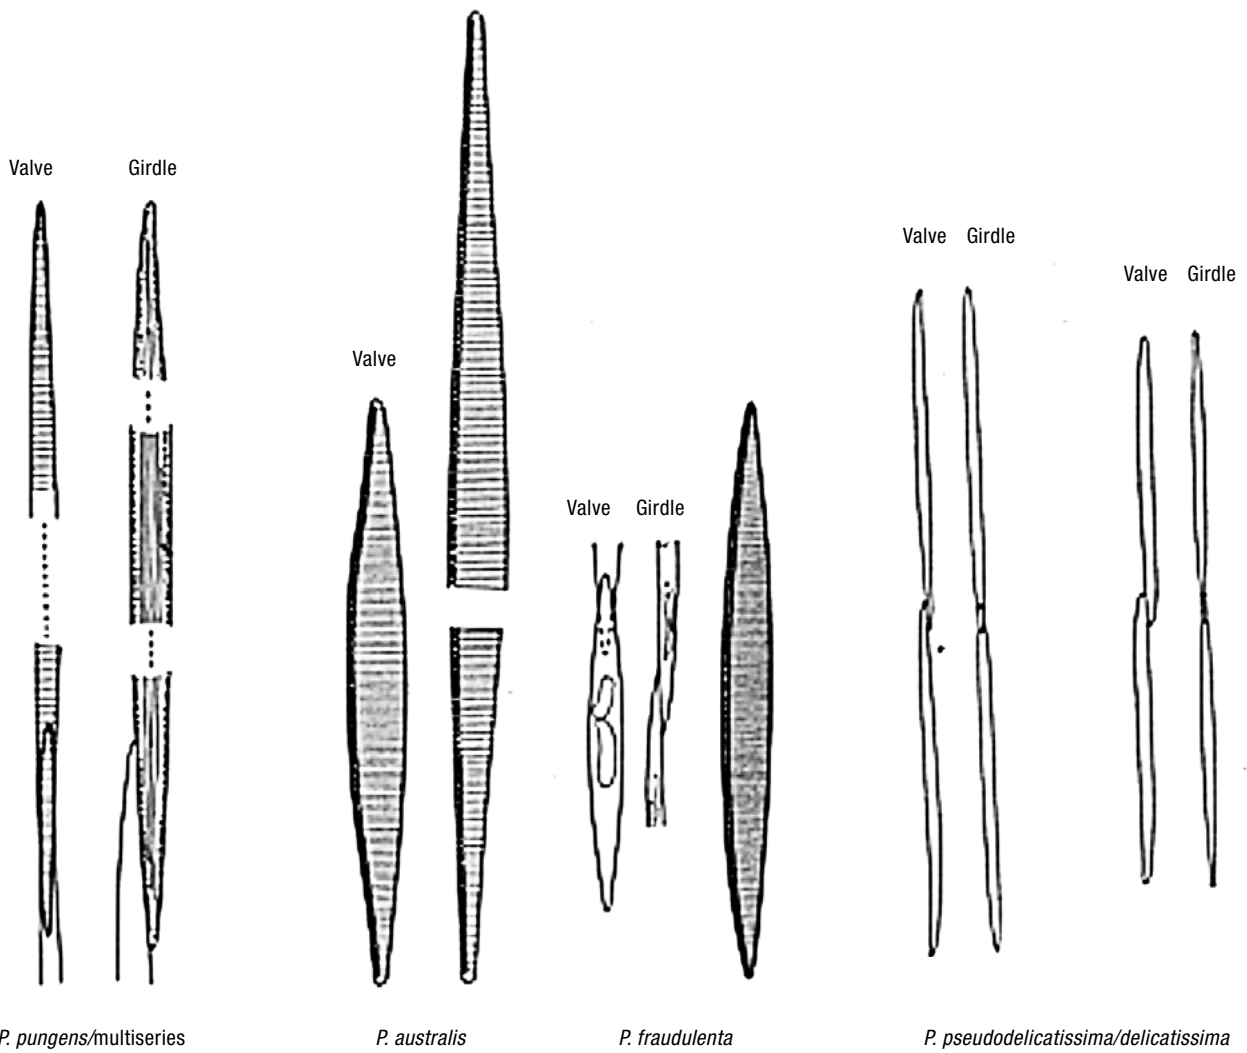 Valve Girdle
Valve Girdle
Valve Girdle
Valve
Valve Girdle
P. pungens/multiseries P. australis P. fraudulenta P. pseudodelicatissima/delicatissima